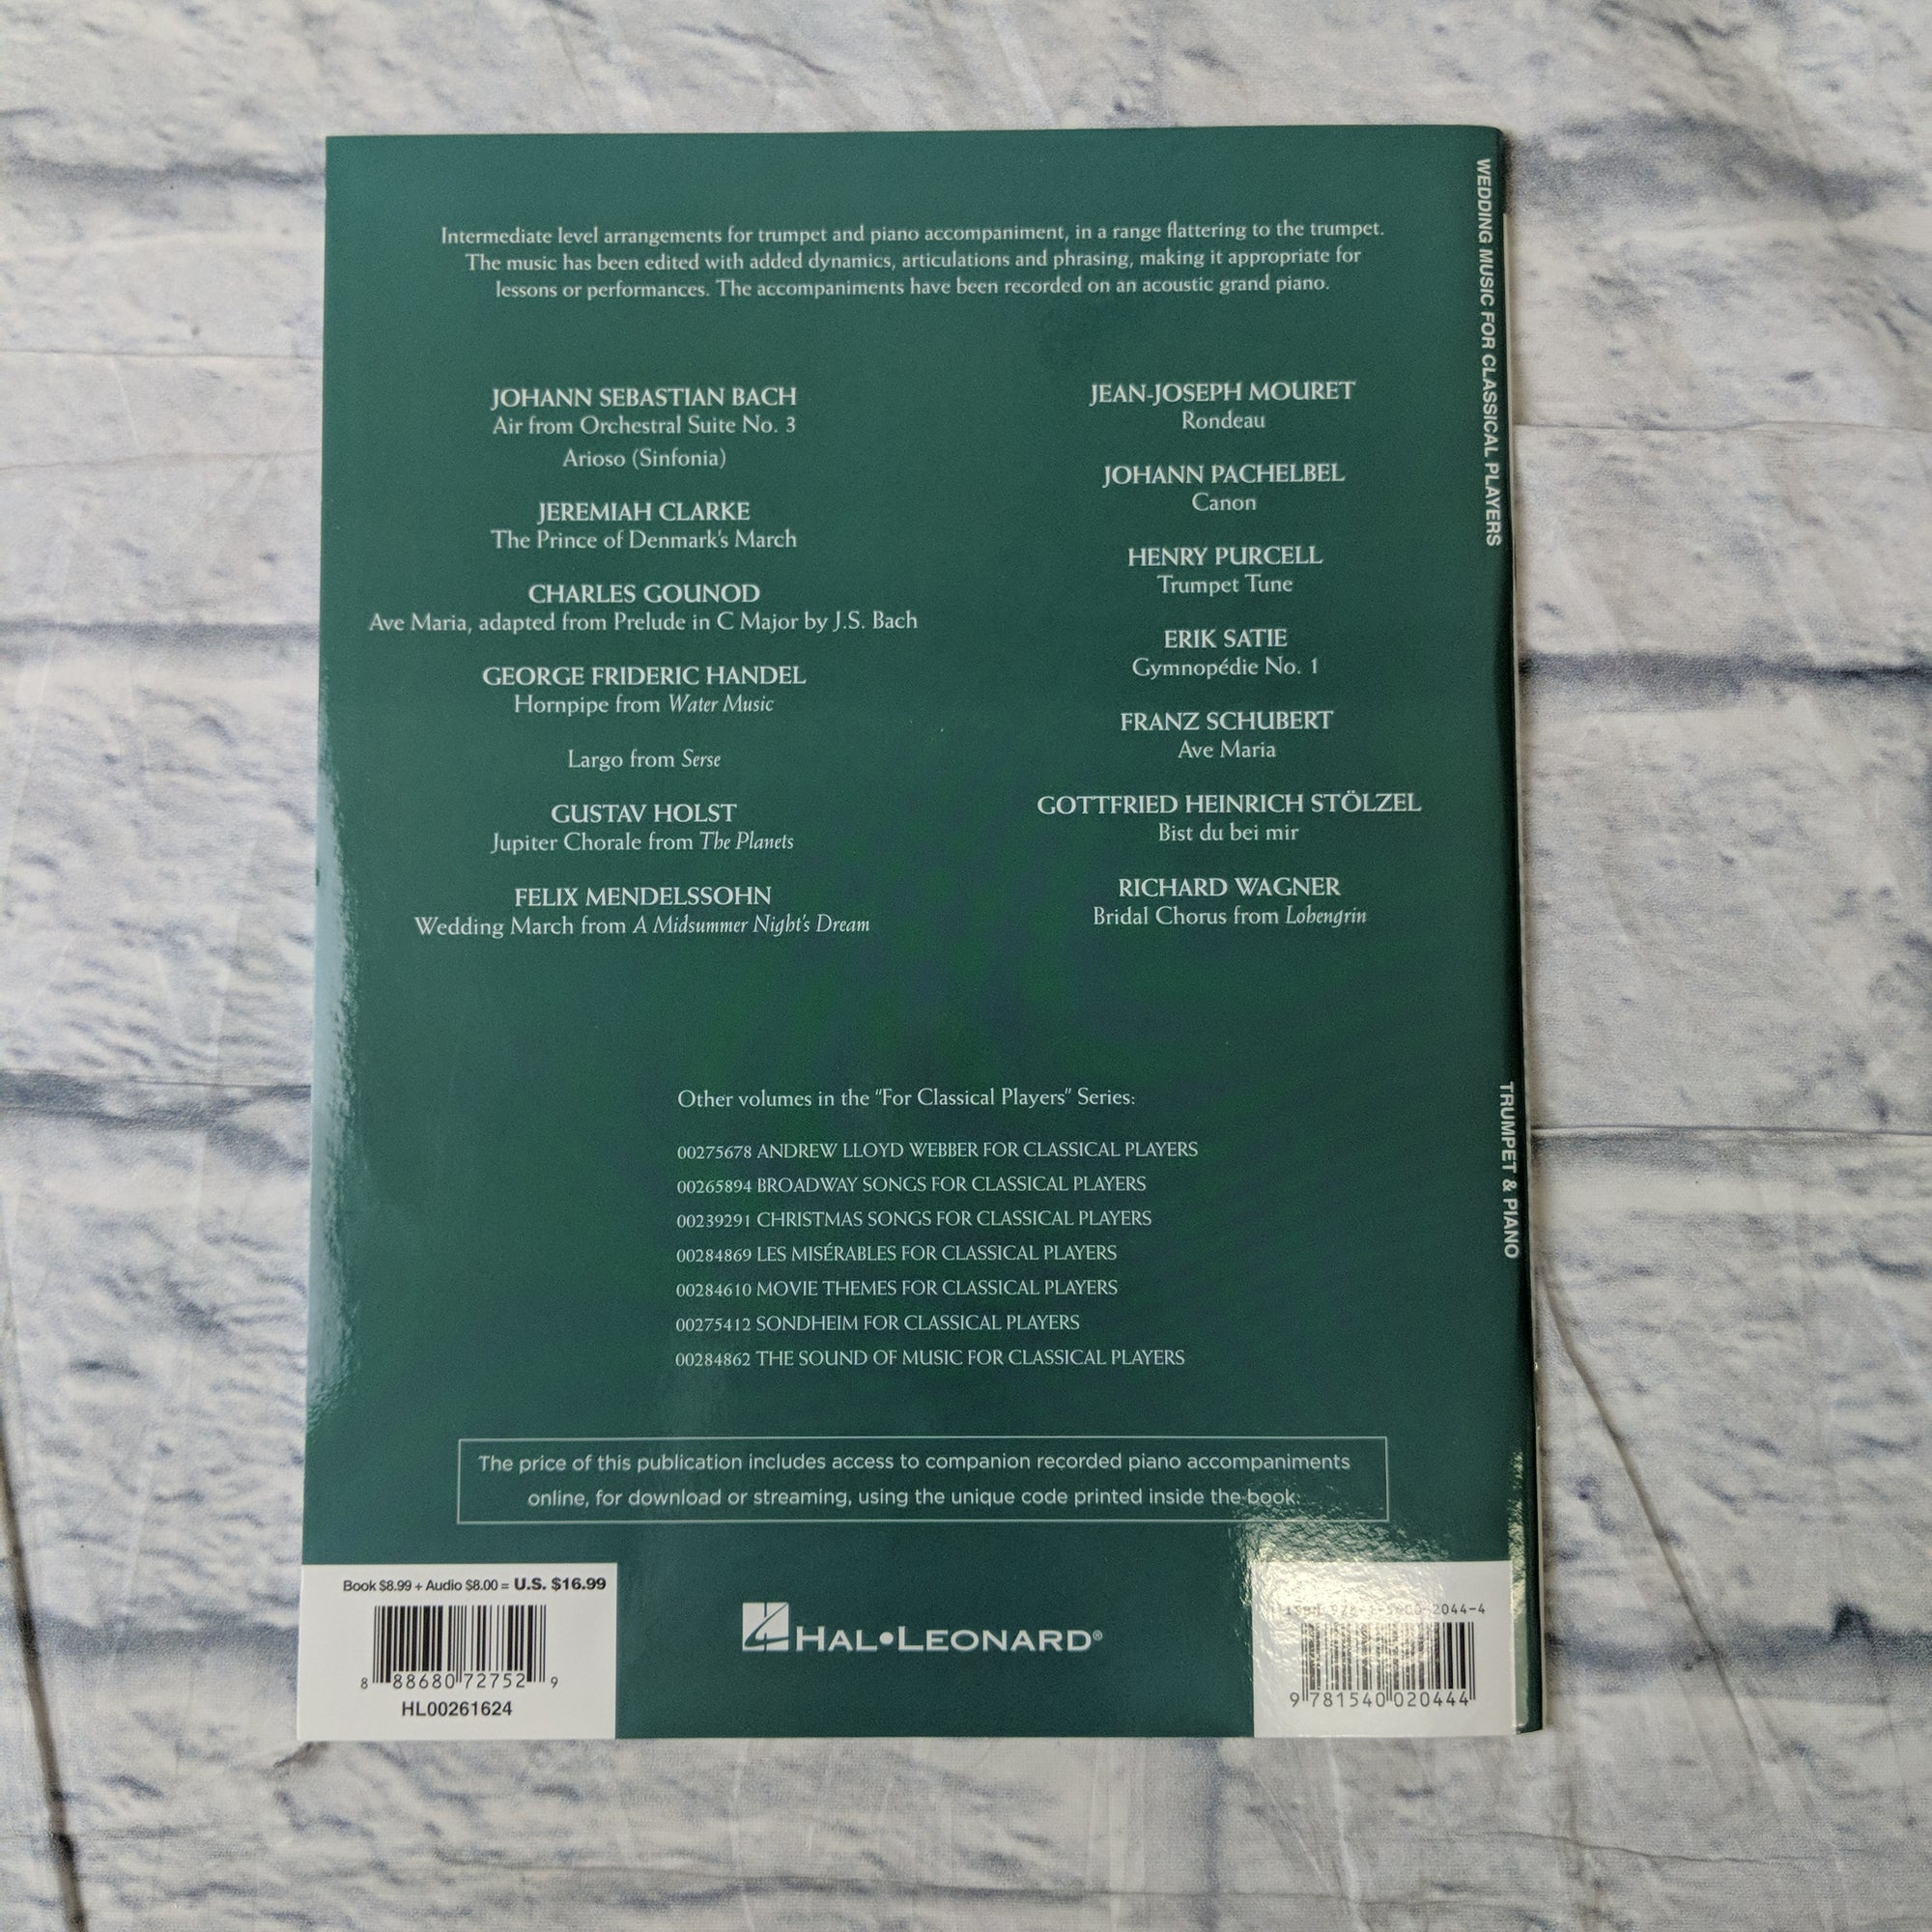 Intermediate level arrangements for trumpet and piano accompaniment, in a range flattering to the trumpet.
The music has been edited with added dynamics, articulations and phrasing, making it appropriate for
lessons or performances. The accompaniments have been recorded on an acoustic grand piano.
JOHANN SEBASTIAN BACH
Air from Orchestral Suite No. 3
Arioso (Sinfonia)
JEREMIAH CLARKE
The Prince of Denmark's March
CHARLES GOUNOD
Ave Maria, adapted from Prelude in C Major by J.S. Bach
GEORGE FRIDERIC HANDEL
Hornpipe from Water Music
Largo from Serse
GUSTAV HOLST
Jupiter Chorale from The Planets
FELIX MENDELSSOHN
Wedding March from A Midsummer Night's Dream
JEAN-JOSEPH MOURET
Rondeau
JOHANN PACHELBEL
Canon
HENRY PURCELL
Trumpet Tune
ERIK SATIE
Gymnopédie No. 1
FRANZ SCHUBERT
Ave Maria
GOTTFRIED HEINRICH STÖLZEL
Bist du bei mir
RICHARD WAGNER
Bridal Chorus from Lohengrin
Other volumes in the "For Classical Players" Series:
00275678 ANDREW LLOYD WEBBER FOR CLASSICAL PLAYERS
00265894 BROADWAY SONGS FOR CLASSICAL PLAYERS
00239291 CHRISTMAS SONGS FOR CLASSICAL PLAYERS
00284869 LES MISÉRABLES FOR CLASSICAL PLAYERS
00284610 MOVIE THEMES FOR CLASSICAL PLAYERS
00275412 SONDHEIM FOR CLASSICAL PLAYERS
00284862 THE SOUND OF MUSIC FOR CLASSICAL PLAYERS
The price of this publication includes access to companion recorded piano accompaniments
online, for download or streaming, using the unique code printed inside the book.
Book $8.99 + Audio $8.00 = U.S. $16.99
8 88680 72752 9
HL00261624
HAL•LEONARD®
9 781540 020444
WEDDING MUSIC FOR CLASSICAL PLAYERS
TRUMPET & PIANO